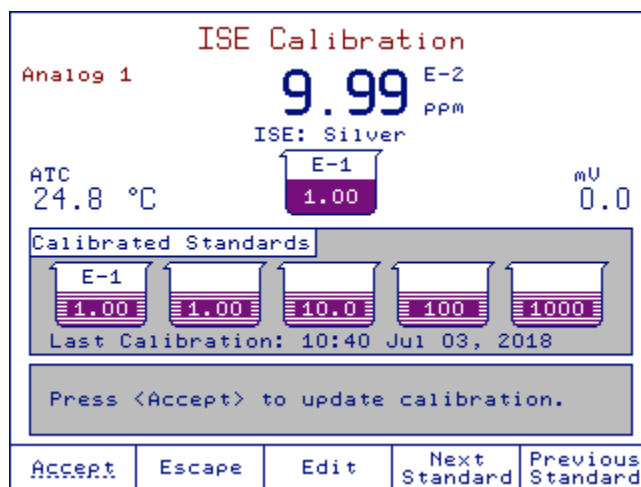 ISE Calibration
Analog 1
9.99 E-2 ppm
ISE: Silver
ATC
24.8 °C
E-1
1.00
mV
0.0
Calibrated Standards
E-1
1.00 1.00 10.0 100 1000
Last Calibration: 10:40 Jul 03, 2018
Press <Accept> to update calibration.
Accept
Escape
Edit
Next
Standard
Previous
Standard